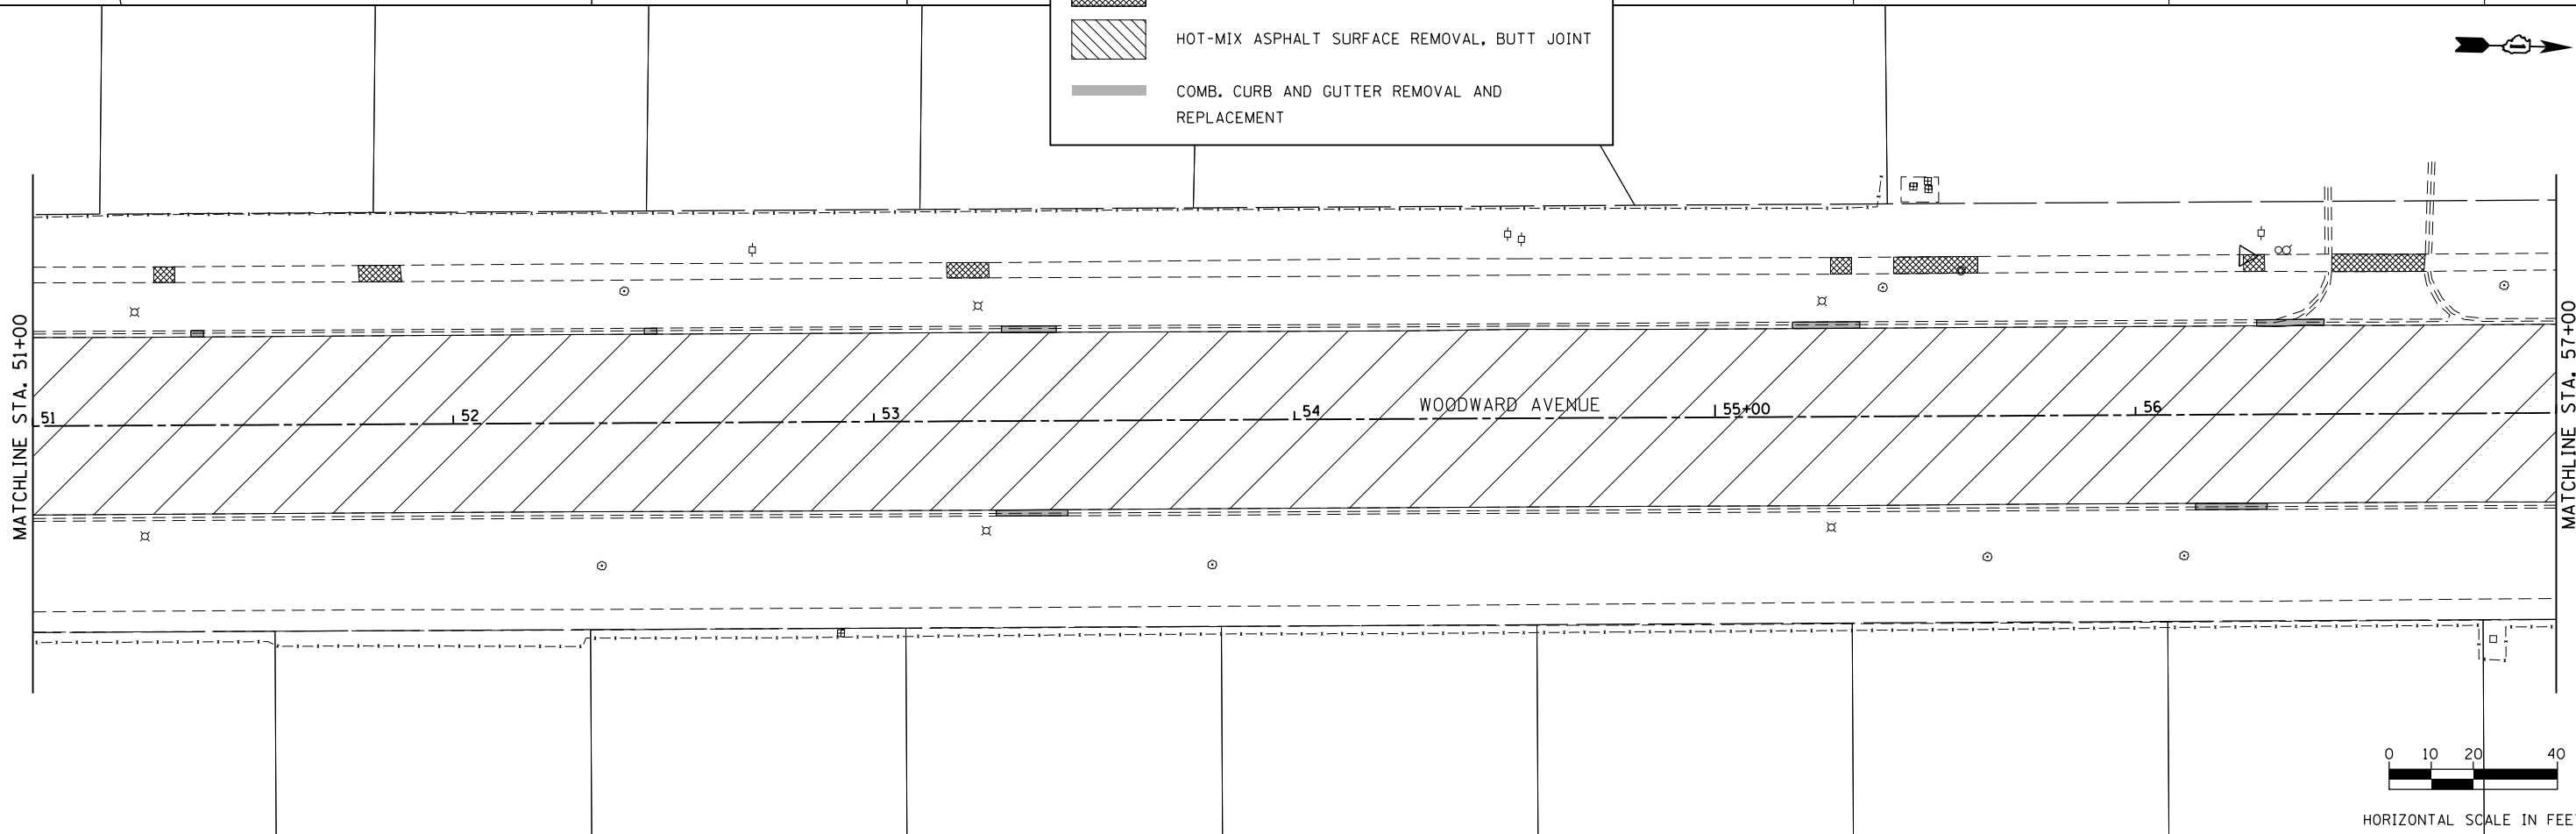 HOT-MIX ASPHALT SURFACE REMOVAL, BUTT JOINT
COMB. CURB AND GUTTER REMOVAL AND
REPLACEMENT
MATCHLINE STA. 51+00
51
52
53
54
WOODWARD AVENUE
55+00
56
MATCHLINE STA. 57+00
0 10 20 40
HORIZONTAL SCALE IN FEE